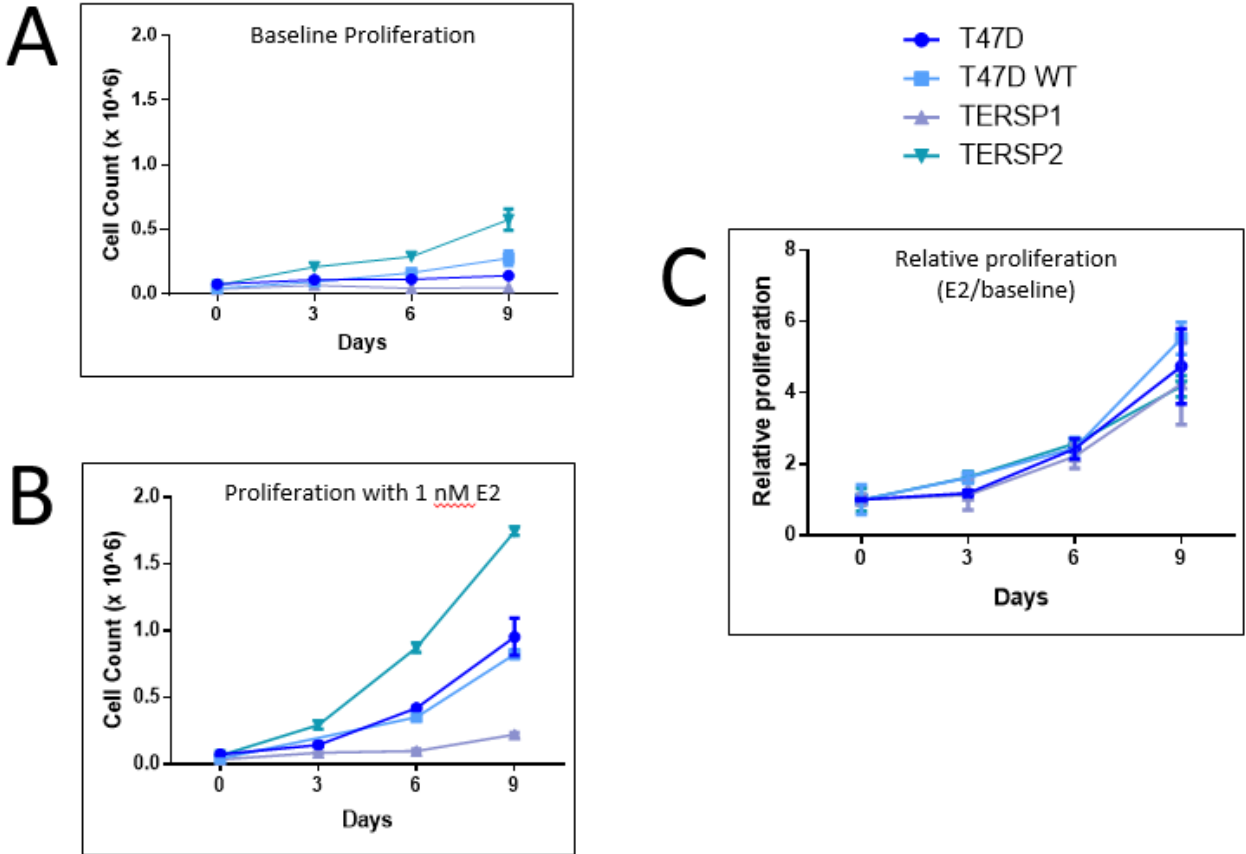 A
Baseline Proliferation
Cell Count (x 10^6)
2.0
1.5
1.0
0.5
0.0
0 3 6 9
Days
T47D
T47D WT
TERSP1
TERSP2
B
Proliferation with 1 nM E2
Cell Count (x 10^6)
2.0
1.5
1.0
0.5
0.0
0 3 6 9
Days
C
Relative proliferation
(E2/baseline)
Relative proliferation
8
6
4
2
0
0 3 6 9
Days